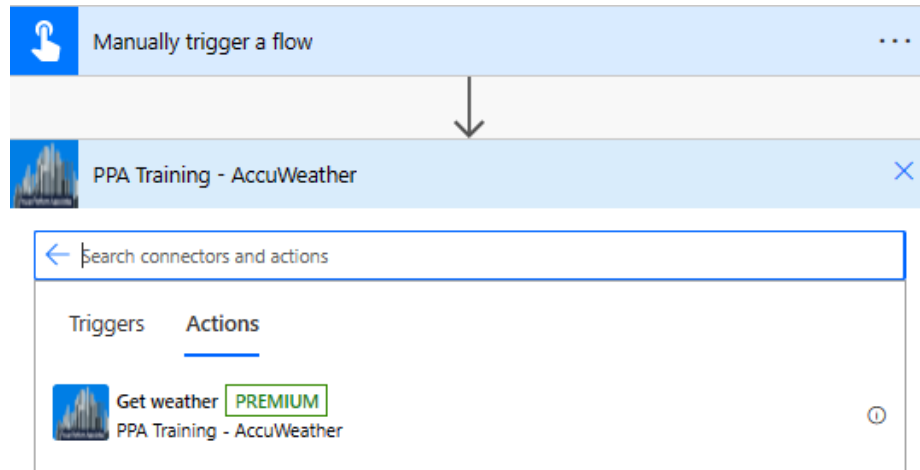 Manually trigger a flow
...
PPA Training - AccuWeather
Search connectors and actions
Triggers Actions
Get weather PREMIUM
PPA Training - AccuWeather